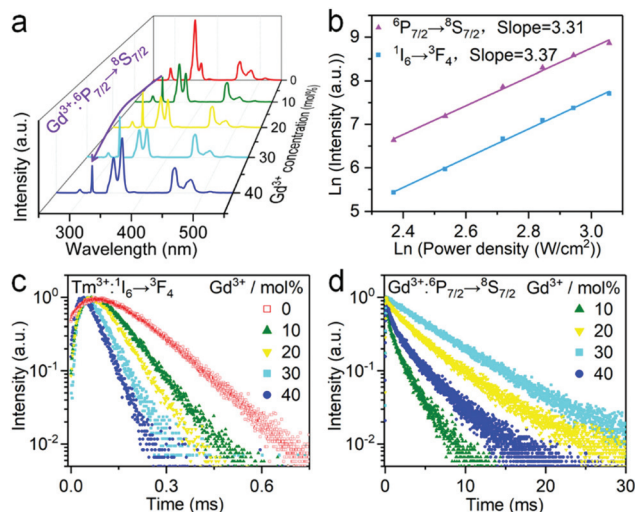 a
Intensity (a.u.)
Gd³⁺:⁶P₇/₂→⁸S₇/₂
0
10
20
30
40
Gd³⁺ concentration (mol%)
300
400
500
Wavelength (nm)
b
⁶P₇/₂→⁸S₇/₂, Slope=3.31
¹I₆→³F₄, Slope=3.37
Ln (Intensity (a.u.))
9
8
7
6
5
2.4
2.6
2.8
3.0
Ln (Power density (W/cm²))
c
Tm³⁺:¹I₆→³F₄
Gd³⁺ / mol%
0
10
20
30
40
Intensity (a.u.)
10⁰
10⁻¹
10⁻²
0.0
0.3
0.6
Time (ms)
d
Gd³⁺:⁶P₇/₂→⁸S₇/₂
Gd³⁺ / mol%
10
20
30
40
Intensity (a.u.)
10⁰
10⁻¹
10⁻²
0
10
20
30
Time (ms)